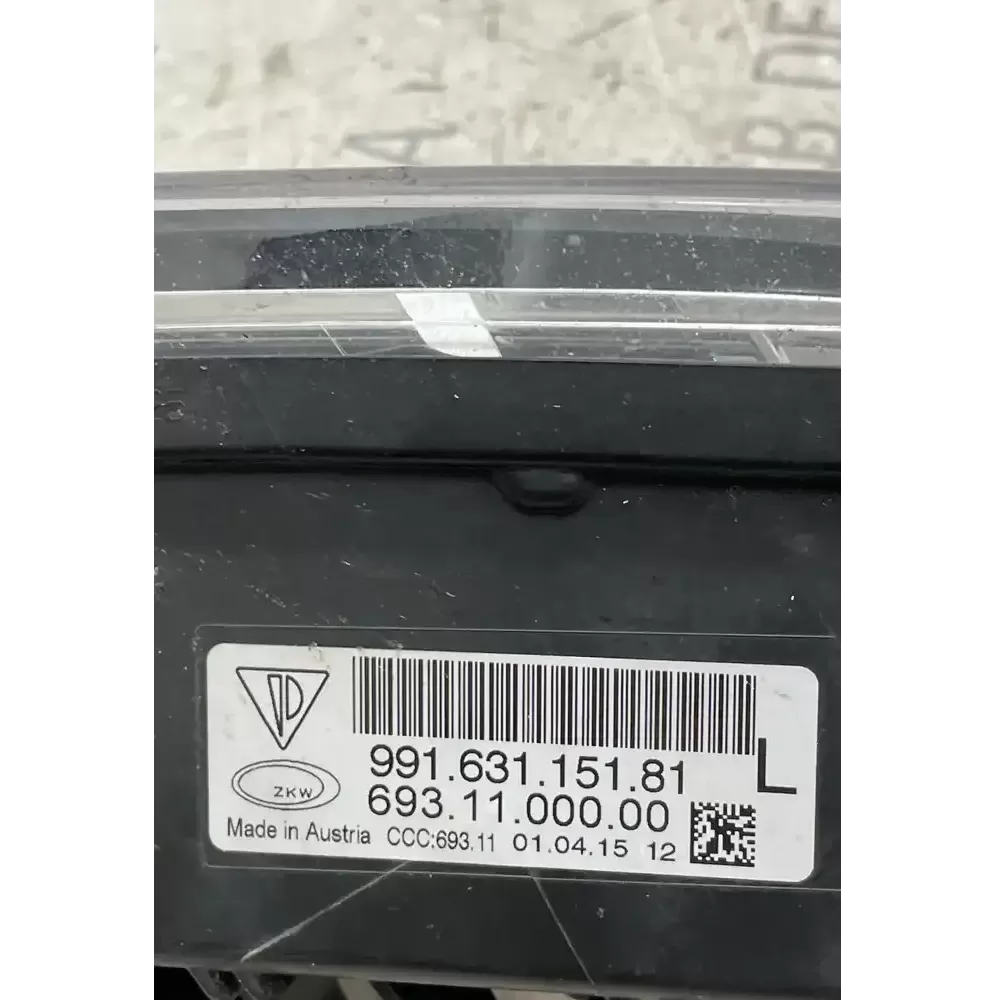 991.631.151.81
L
693.11.000.00
ZKW
Made in Austria CCC:693.11 01.04.15 12